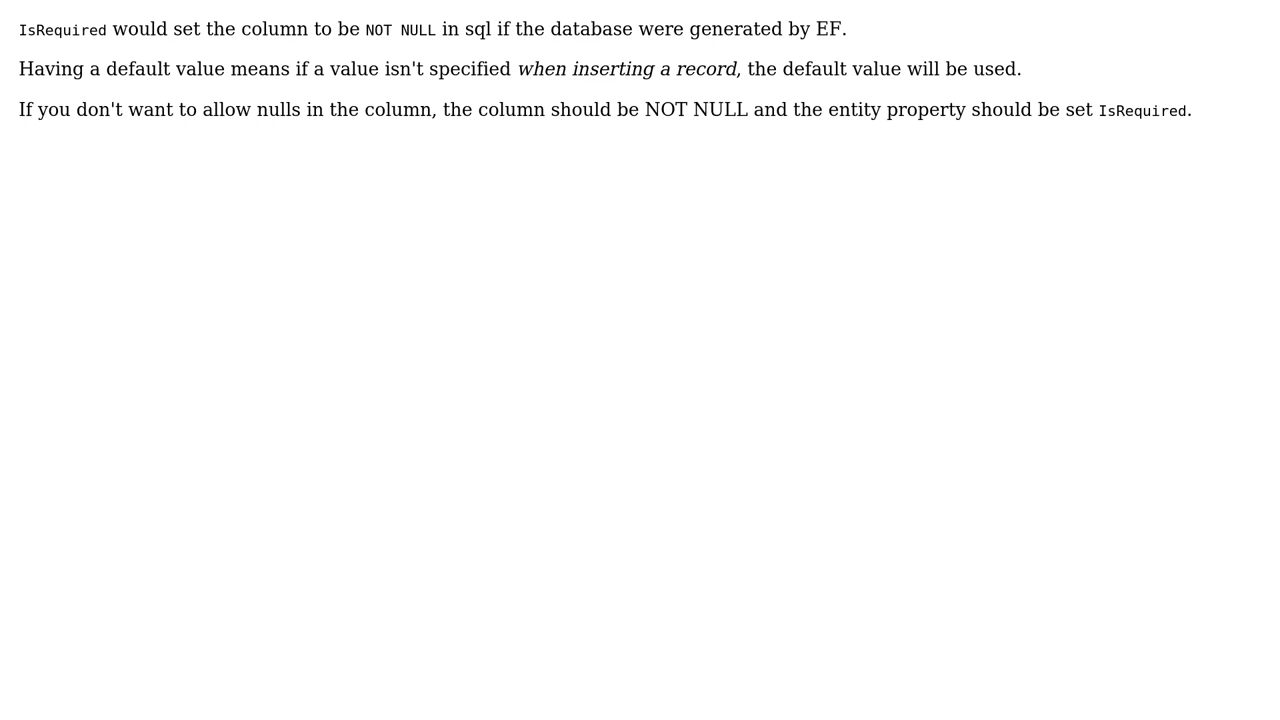 IsRequired would set the column to be NOT NULL in sql if the database were generated by EF.
Having a default value means if a value isn't specified when inserting a record, the default value will be used.
If you don't want to allow nulls in the column, the column should be NOT NULL and the entity property should be set IsRequired.